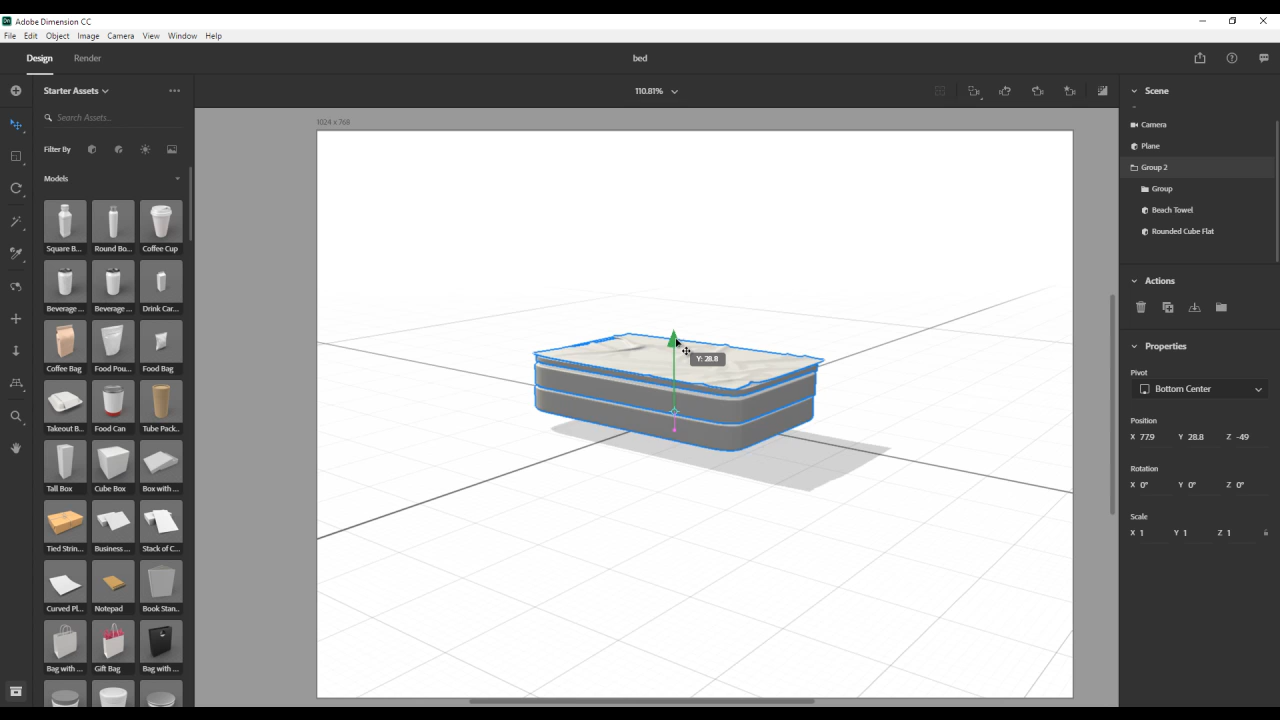 Dn Adobe Dimension CC
File Edit Object Image Camera View Window Help
Design Render bed
Starter Assets 110.81% Scene
Search Assets...
1024 x 768
Camera
Filter By
Plane
Models
Group 2
Group
Beach Towel
Rounded Cube Flat
Square B... Round Bo... Coffee Cup
Actions
Beverage ... Beverage ... Drink Car...
Properties
Y: 28.8
Coffee Bag Food Pou... Food Bag
Pivot
Bottom Center
Position
Takeout B... Food Can Tube Pack..
X 77.9 Y 28.8 Z -49
Rotation
X 0° Y 0° Z 0°
Tall Box Cube Box Box with ...
Scale
X 1 Y 1 Z 1
Tied Strin... Business ... Stack of C...
Curved Pl... Notepad Book Stan..
Bag with ... Gift Bag Bag with ...